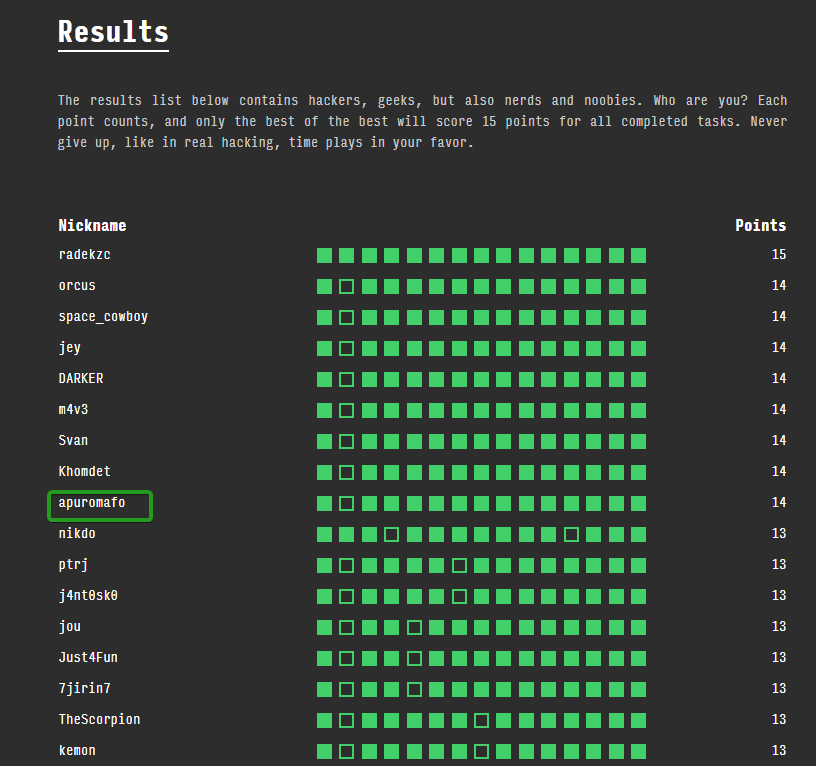 Results
The results list below contains hackers, geeks, but also nerds and noobies. Who are you? Each
point counts, and only the best of the best will score 15 points for all completed tasks. Never
give up, like in real hacking, time plays in your favor.
Nickname Points
radekzc 15
orcus 14
space_cowboy 14
jey 14
DARKER 14
m4v3 14
Svan 14
Khomdet 14
apuromafo 14
nikdo 13
ptrj 13
j4nt0sk0 13
jou 13
Just4Fun 13
7jirin7 13
TheScorpion 13
kemon 13